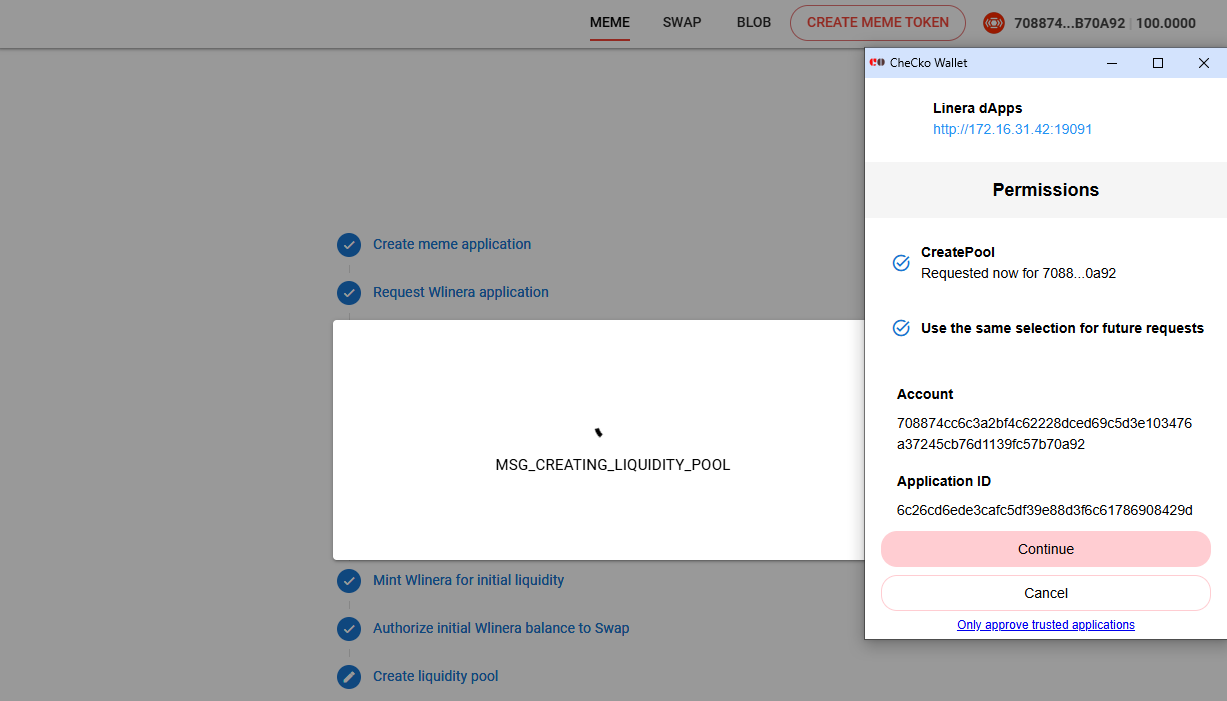 MEME SWAP BLOB CREATE MEME TOKEN 708874...B70A92 | 100.0000
CheCko Wallet
Linera dApps
http://172.16.31.42:19091
Permissions
CreatePool
Requested now for 7088...0a92
Use the same selection for future requests
Account
708874cc6c3a2bf4c62228dced69c5d3e103476
a37245cb76d1139fc57b70a92
Application ID
6c26cd6ede3cafc5df39e88d3f6c61786908429d
Continue
Cancel
Only approve trusted applications
Create meme application
Request Wlinera application
MSG_CREATING_LIQUIDITY_POOL
Mint Wlinera for initial liquidity
Authorize initial Wlinera balance to Swap
Create liquidity pool